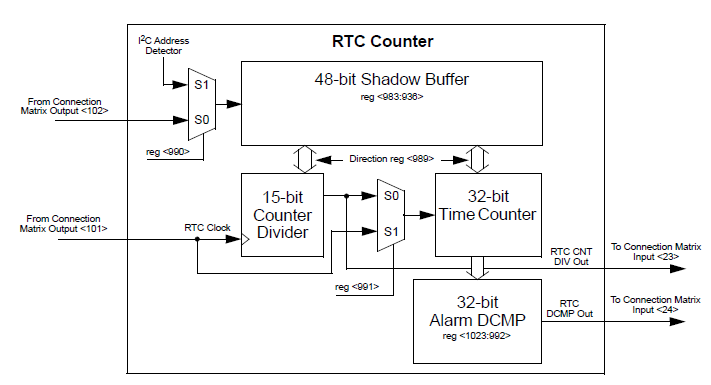 RTC Counter
I²C Address
Detector
S1
S0
48-bit Shadow Buffer
reg <983:936>
From Connection
Matrix Output <102>
reg <990>
Direction reg <989>
15-bit
Counter
Divider
S0
S1
32-bit
Time Counter
From Connection
Matrix Output <101>
RTC Clock
reg <991>
RTC CNT
DIV Out
To Connection Matrix
Input <23>
32-bit
Alarm DCMP
reg <1023:992>
RTC
DCMP Out
To Connection Matrix
Input <24>